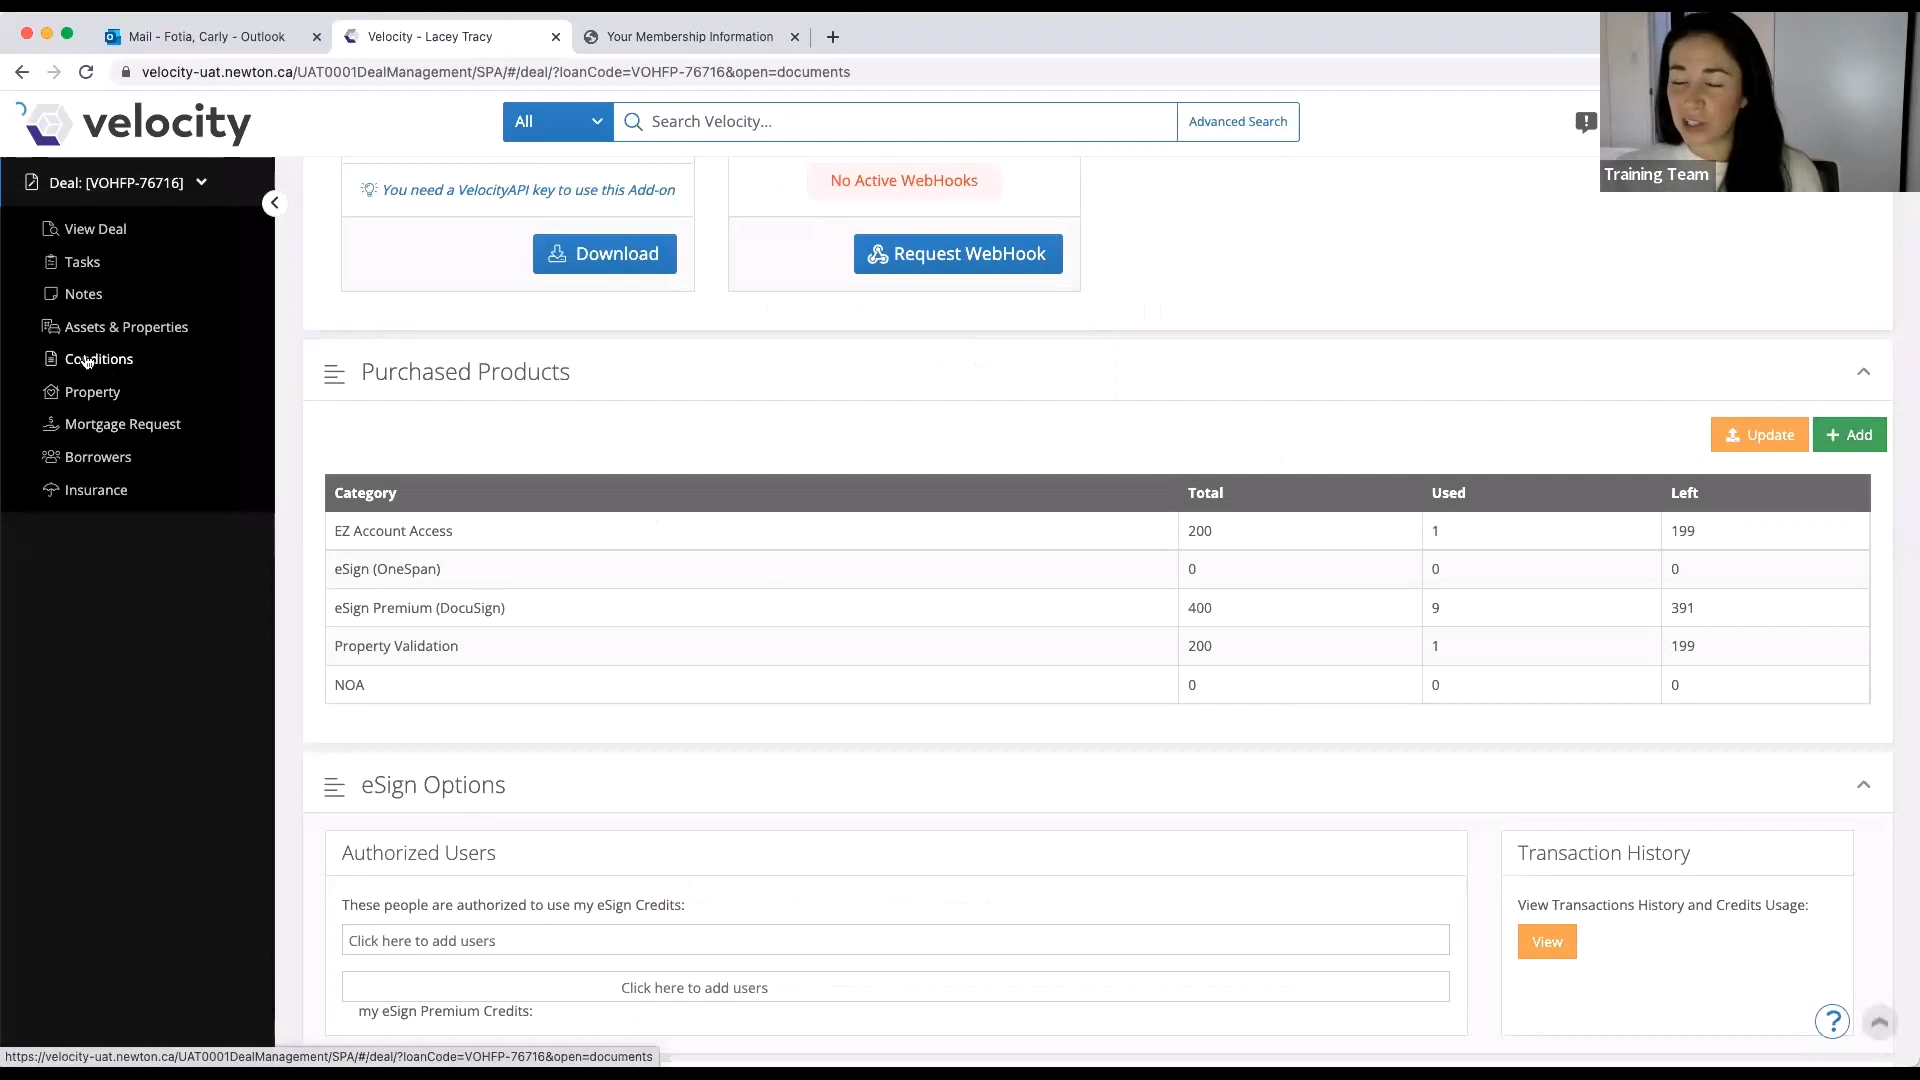 Mail - Fotia, Carly - Outlook
Velocity - Lacey Tracy
Your Membership Information
velocity-uat.newton.ca/UAT0001DealManagement/SPA/#/deal/?loanCode=VOHFP-76716&open=documents
velocity
All
Search Velocity...
Advanced Search
Training Team
Deal: [VOHFP-76716]
View Deal
Tasks
Notes
Assets & Properties
Conditions
Property
Mortgage Request
Borrowers
Insurance
You need a VelocityAPI key to use this Add-on
No Active WebHooks
Download
Request WebHook
Purchased Products
Update
Add
Category Total Used Left
EZ Account Access 200 1 199
eSign (OneSpan) 0 0 0
eSign Premium (DocuSign) 400 9 391
Property Validation 200 1 199
NOA 0 0 0
eSign Options
Authorized Users
These people are authorized to use my eSign Credits:
Click here to add users
Click here to add users
my eSign Premium Credits:
Transaction History
View Transactions History and Credits Usage:
View
?
https://velocity-uat.newton.ca/UAT0001DealManagement/SPA/#/deal/?loanCode=VOHFP-76716&open=documents